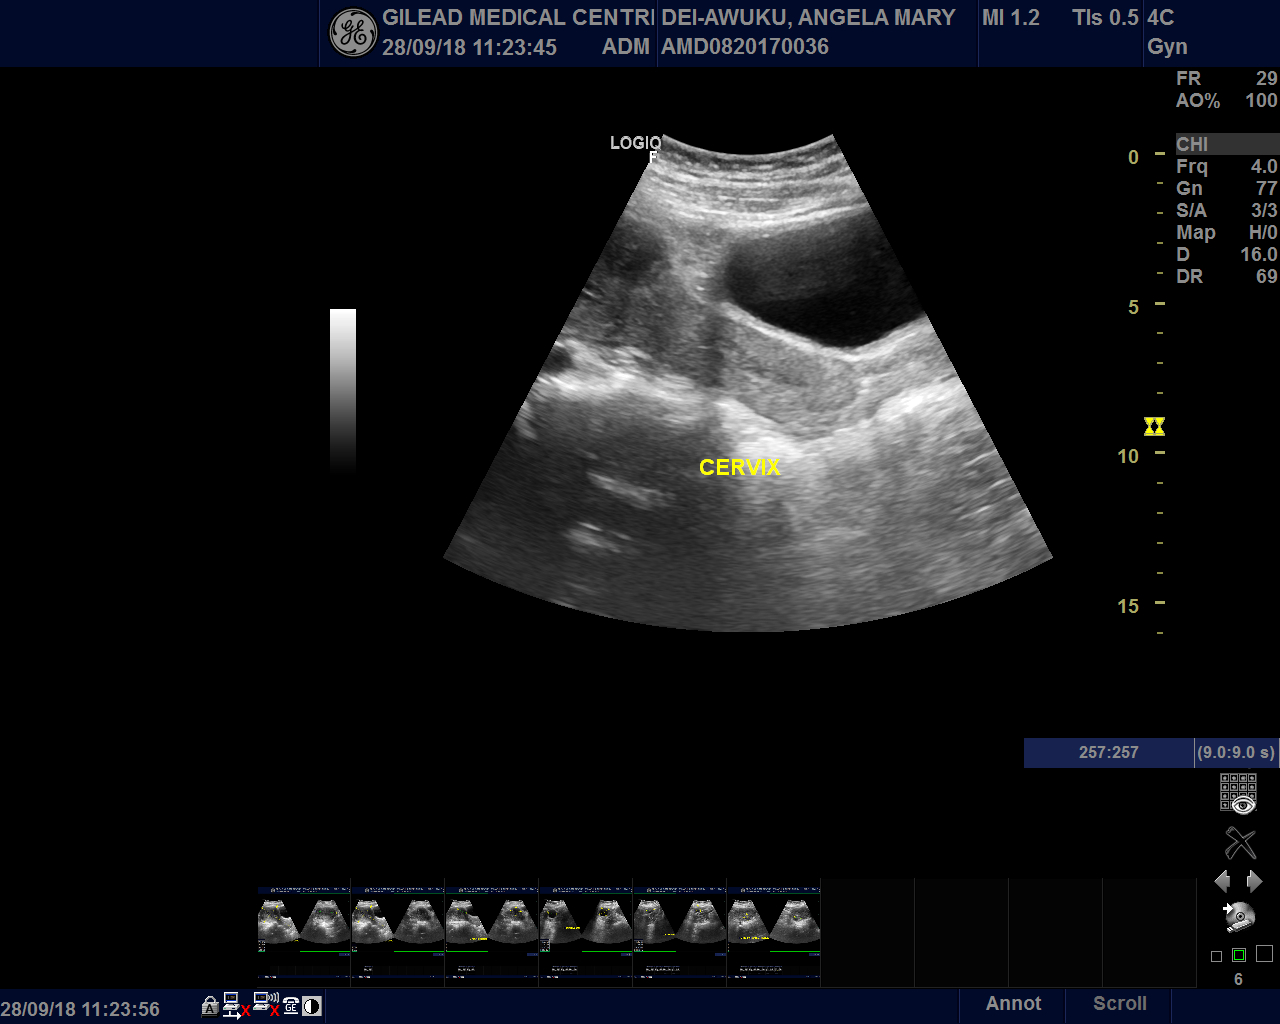 GILEAD MEDICAL CENTRI DEI-AWUKU, ANGELA MARY MI 1.2 TIs 0.5 4C
28/09/18 11:23:45 ADM AMD0820170036 Gyn
FR 29
AO% 100
CHI
Frq 4.0
Gn 77
S/A 3/3
Map H/0
D 16.0
DR 69
LOGIQ
F
0
5
10
15
CERVIX
257:257 (9.0:9.0 s)
6
28/09/18 11:23:56 Annot Scroll